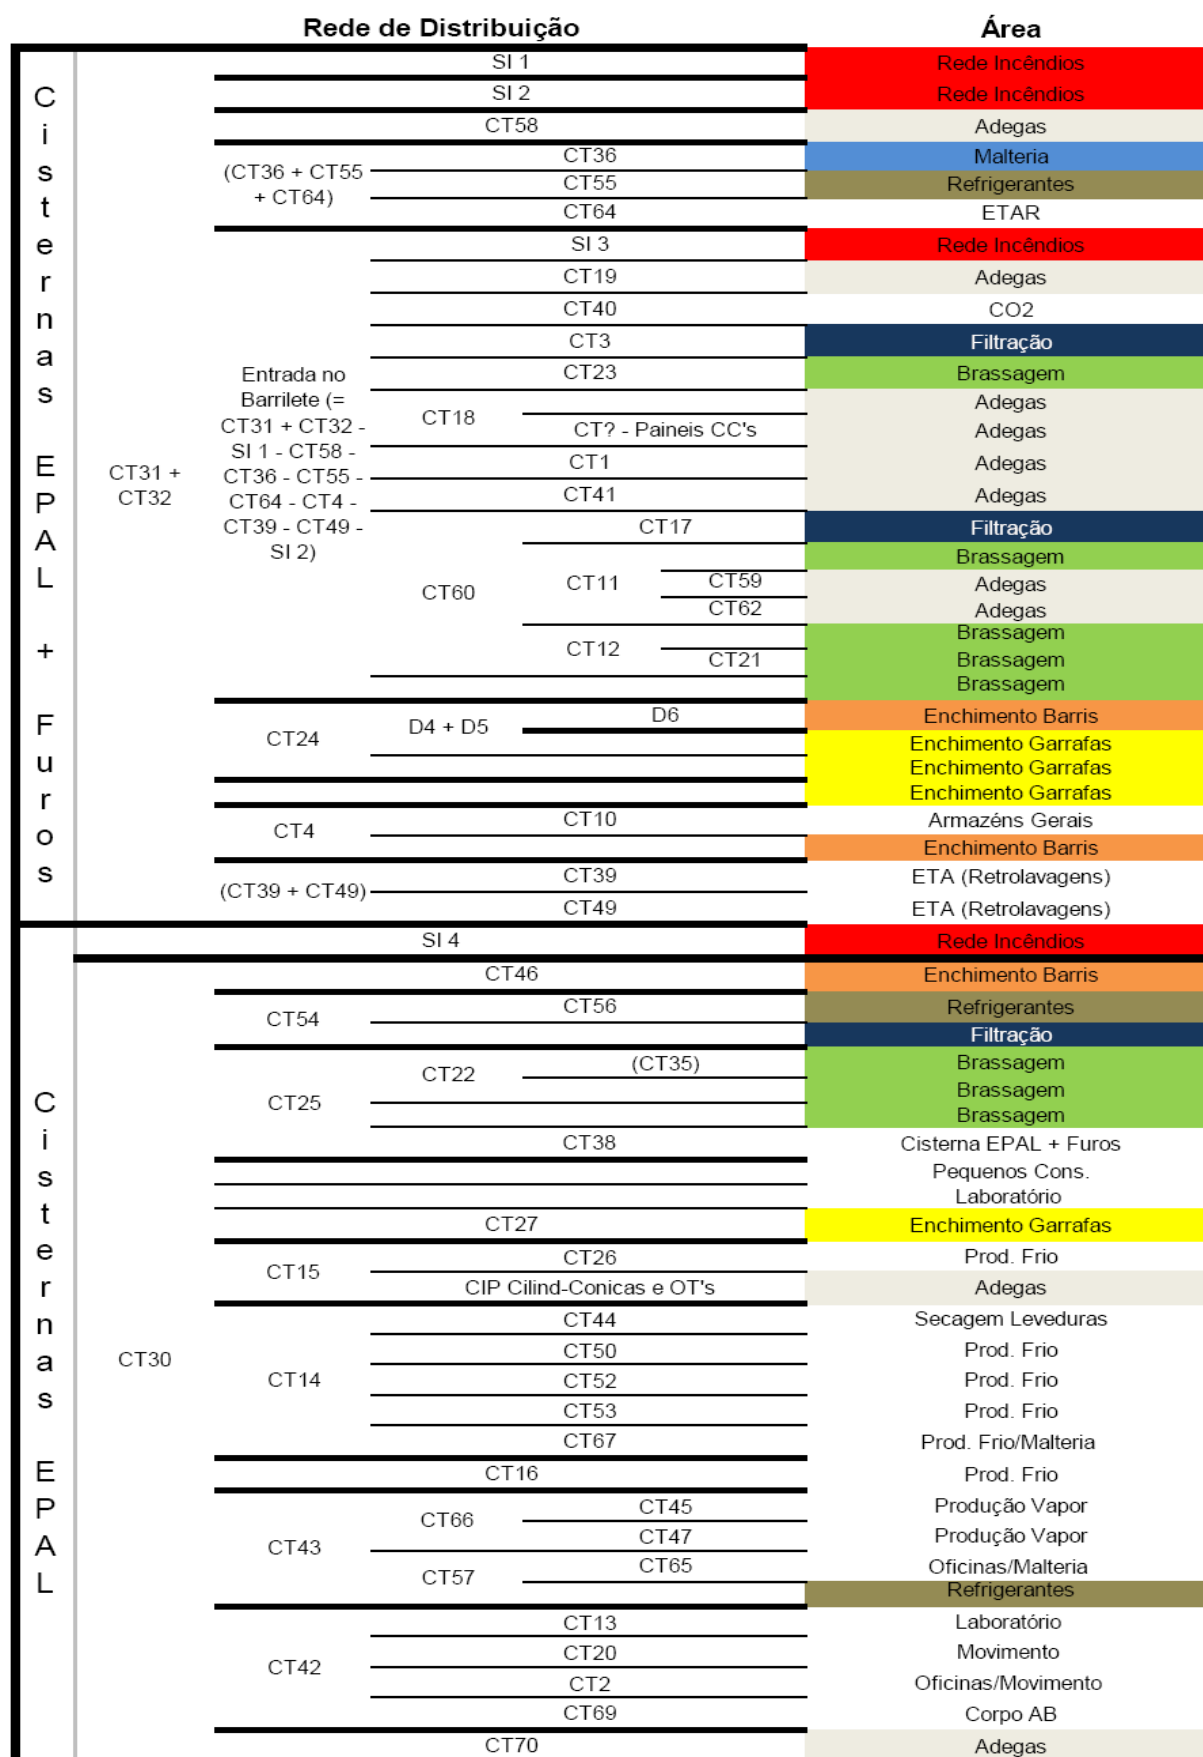 Rede de Distribuição Área
Cisternas EPAL + Furos
SI 1 Rede Incêndios
SI 2 Rede Incêndios
CT58 Adegas
(CT36 + CT55
+ CT64)
CT36 Malteria
CT55 Refrigerantes
CT64 ETAR
CT31 +
CT32
Entrada no
Barrilete (=
CT31 + CT32 -
SI 1 - CT58 -
CT36 - CT55 -
CT64 - CT4 -
CT39 - CT49 -
SI 2)
SI 3 Rede Incêndios
CT19 Adegas
CT40 CO2
CT3 Filtração
CT23 Brassagem
CT18
Adegas
CT? - Paineis CC's Adegas
CT1 Adegas
CT41 Adegas
CT60
CT17 Filtração
CT11
Brassagem
CT59 Adegas
CT62 Adegas
CT12
Brassagem
CT21 Brassagem
Brassagem
CT24
D4 + D5
D6 Enchimento Barris
Enchimento Garrafas
Enchimento Garrafas
Enchimento Garrafas
CT4
CT10 Armazéns Gerais
Enchimento Barris
(CT39 + CT49)
CT39 ETA (Retrolavagens)
CT49 ETA (Retrolavagens)
Cisternas EPAL
SI 4 Rede Incêndios
CT30
CT46 Enchimento Barris
CT54
CT56 Refrigerantes
Filtração
CT25
CT22
(CT35) Brassagem
Brassagem
Brassagem
CT38 Cisterna EPAL + Furos
Pequenos Cons.
Laboratório
CT27 Enchimento Garrafas
CT15
CT26 Prod. Frio
CIP Cilind-Conicas e OT's Adegas
CT14
CT44 Secagem Leveduras
CT50 Prod. Frio
CT52 Prod. Frio
CT53 Prod. Frio
CT67 Prod. Frio/Malteria
CT16 Prod. Frio
CT43
CT66
CT45 Produção Vapor
CT47 Produção Vapor
CT57
CT65 Oficinas/Malteria
Refrigerantes
CT42
CT13 Laboratório
CT20 Movimento
CT2 Oficinas/Movimento
CT69 Corpo AB
CT70 Adegas